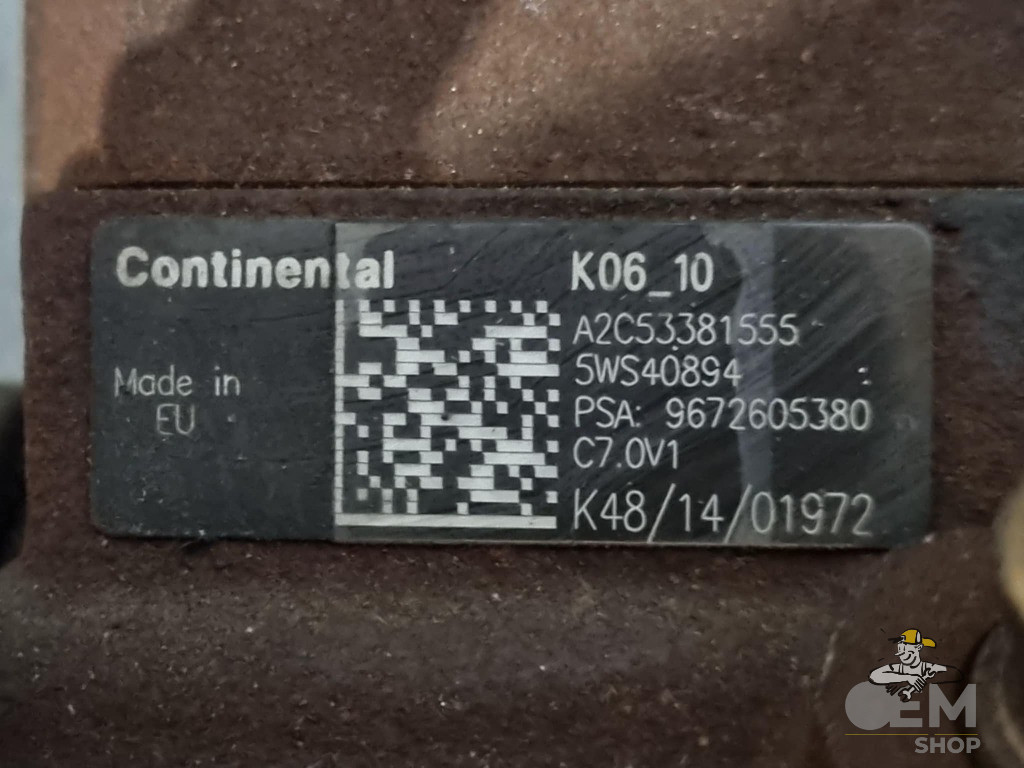 Continental
Made in
EU
K06_10
A2C53381555
5WS40894 :
PSA: 9672605380
C7.0V1
K48/14/01972
OEM
SHOP